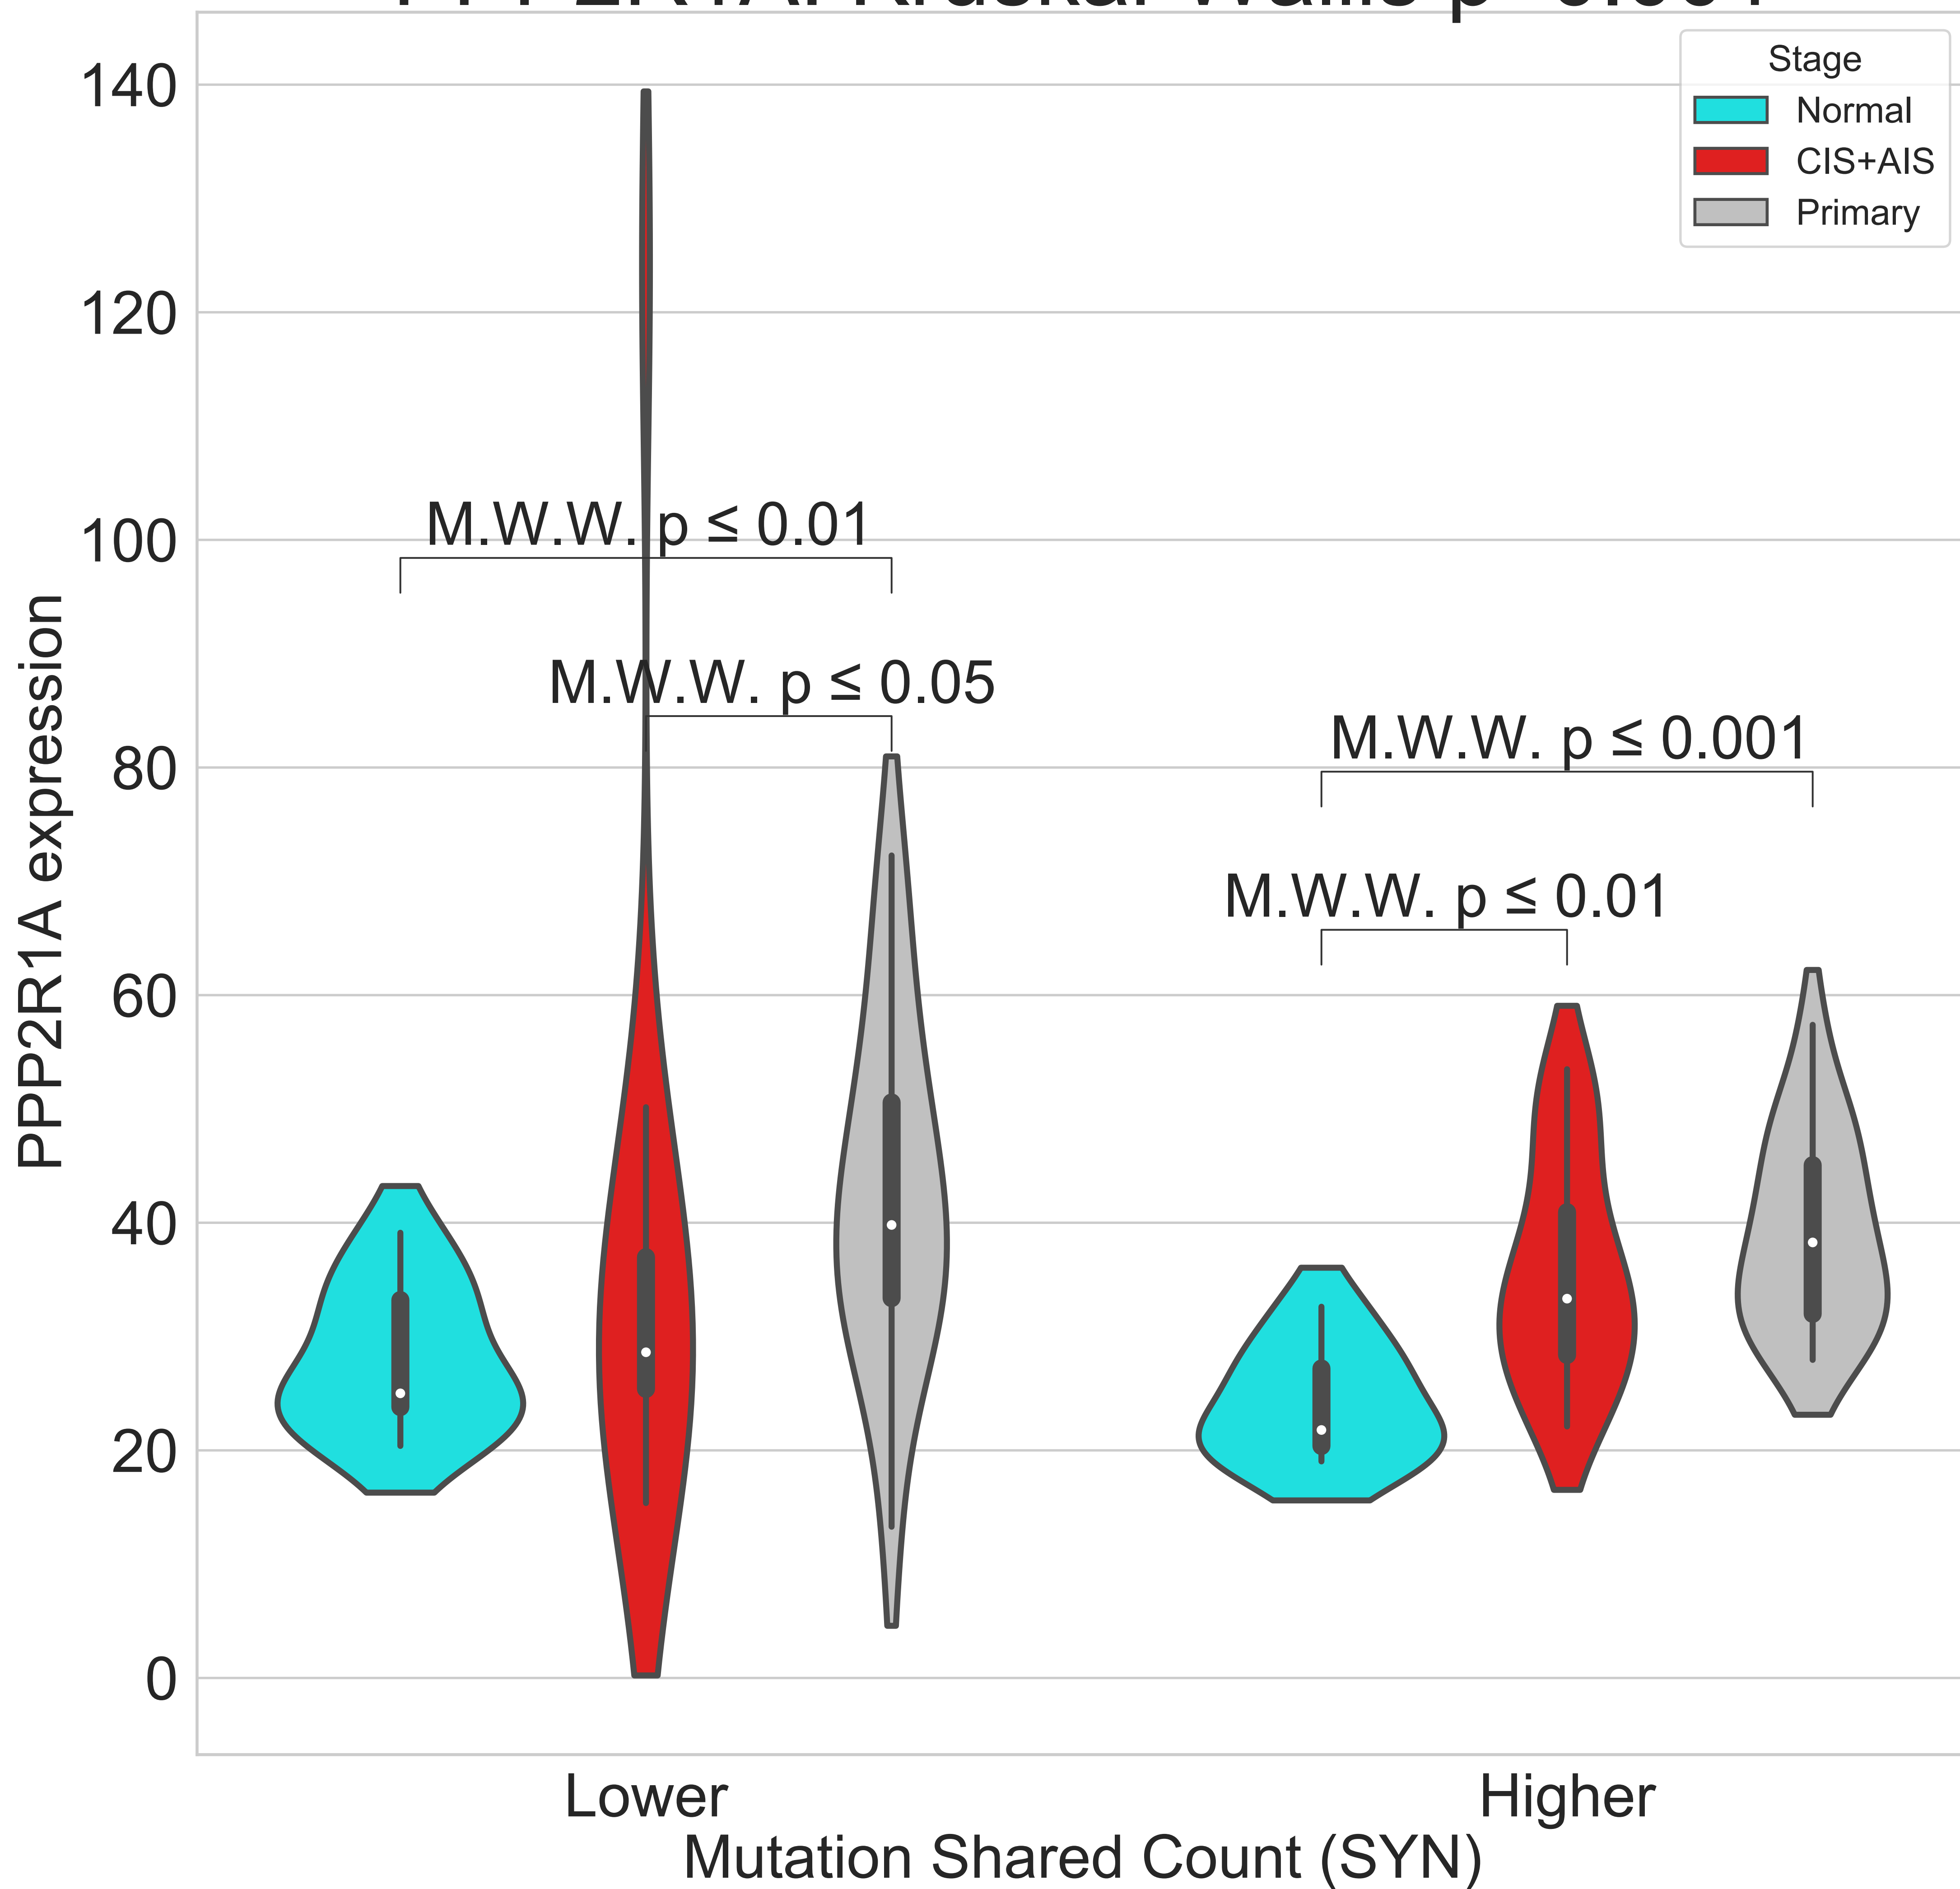 140
120
100
80
60
40
20
0
PPP2R1A expression
Stage
Normal
CIS+AIS
Primary
M.W.W. p ≤ 0.01
M.W.W. p ≤ 0.05
M.W.W. p ≤ 0.001
M.W.W. p ≤ 0.01
Lower
Higher
Mutation Shared Count (SYN)